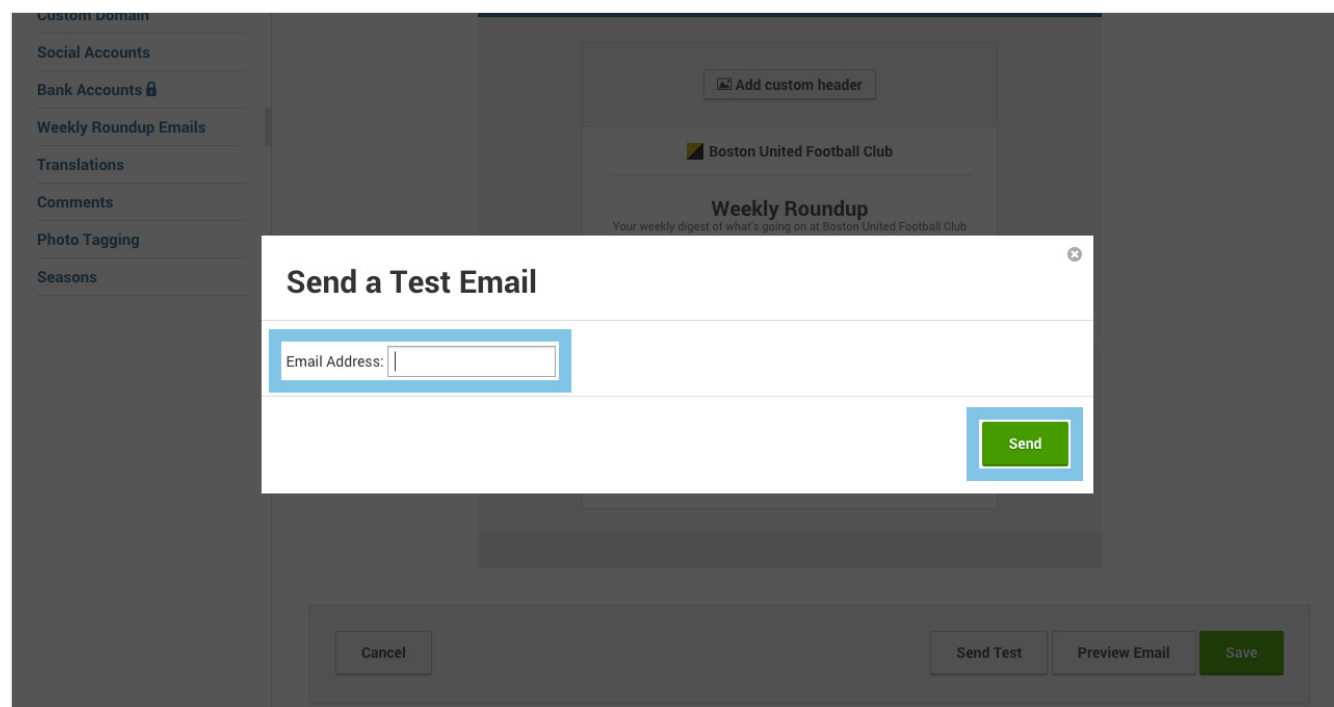 Custom Domain
Social Accounts
Bank Accounts
Weekly Roundup Emails
Translations
Comments
Photo Tagging
Seasons
Add custom header
Boston United Football Club
Weekly Roundup
Your weekly digest of what's going on at Boston United Football Club
Send a Test Email
Email Address:
Send
Cancel
Send Test
Preview Email
Save